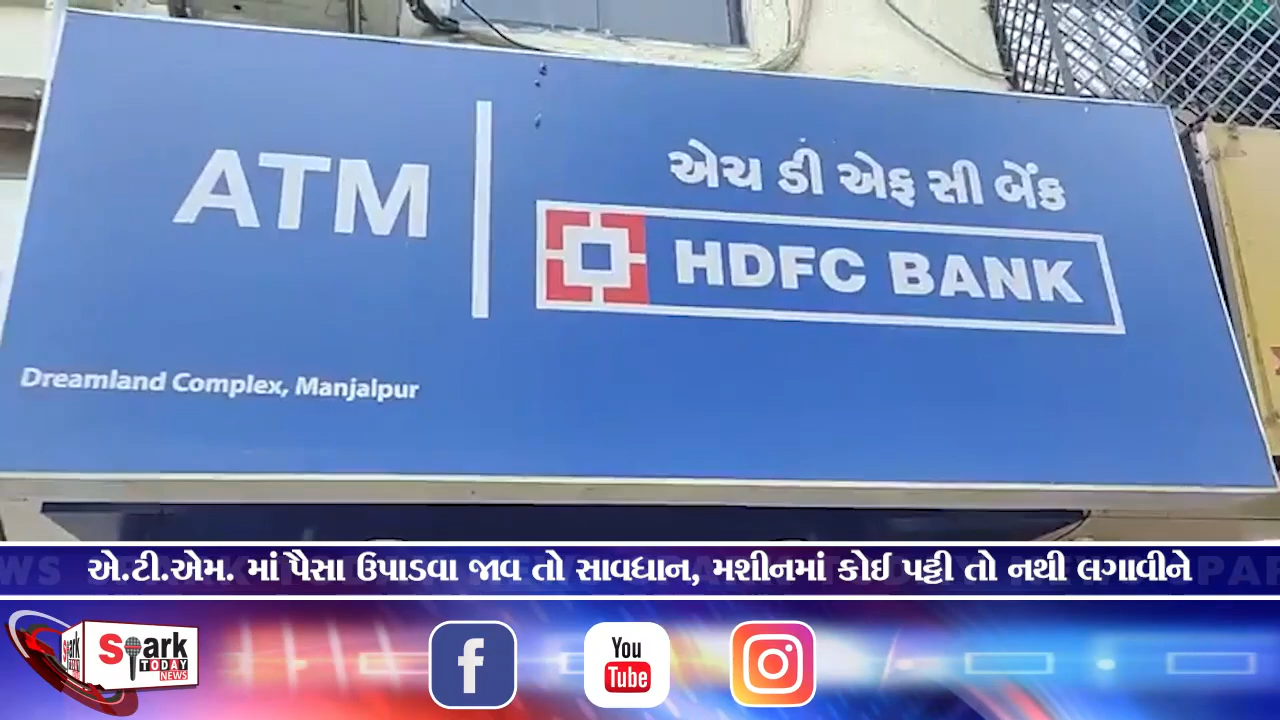 ATM
એચ ડી એફ સી બેંક
HDFC BANK
Dreamland Complex, Manjalpur
એ.ટી.એમ. માં પૈસા ઉપાડવા જાવ તો સાવધાન, મશીનમાં કોઈ પટ્ટી તો નથી લગાવીને
Spark
TODAY
NEWS
f
You
Tube